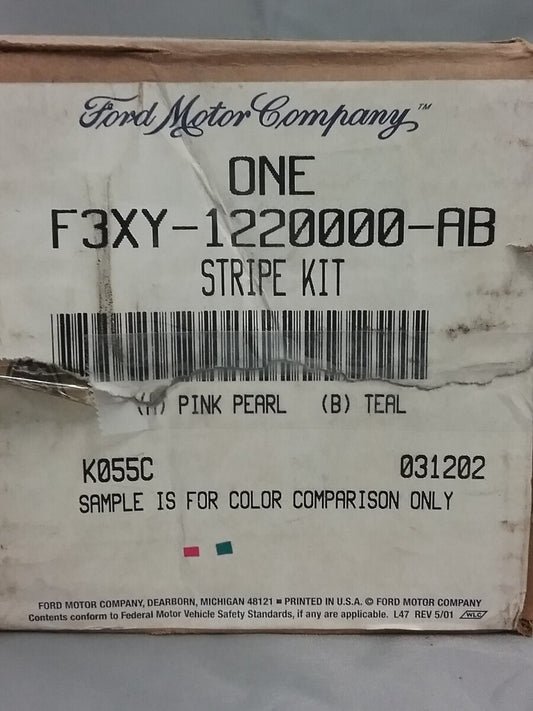 Ford Motor Company™
ONE
F3XY-1220000-AB
STRIPE KIT
(A) PINK PEARL (B) TEAL
K055C 031202
SAMPLE IS FOR COLOR COMPARISON ONLY
FORD MOTOR COMPANY, DEARBORN, MICHIGAN 48121 ■ PRINTED IN U.S.A. © FORD MOTOR COMPANY
Contents conform to Federal Motor Vehicle Safety Standards, if any are applicable. L47 REV 5/01 WLC